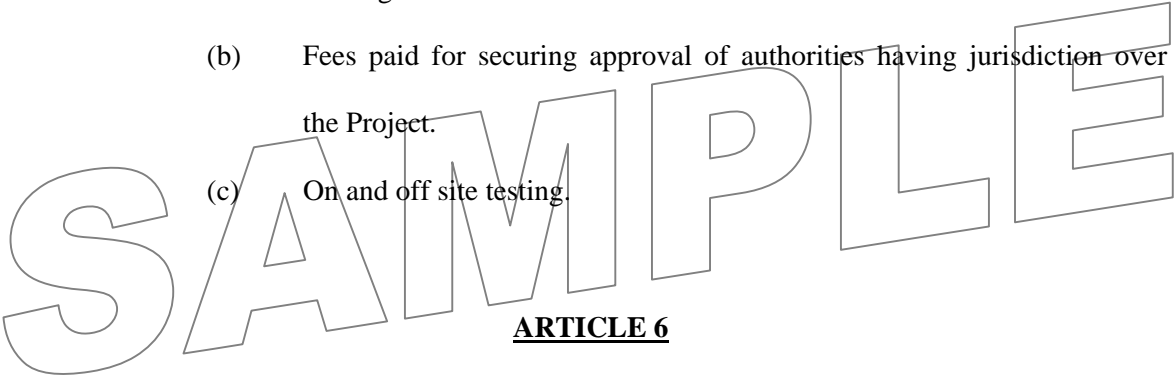 (b) Fees paid for securing approval of authorities having jurisdiction over
the Project.
(c) On and off site testing.
SAMPLE
ARTICLE 6